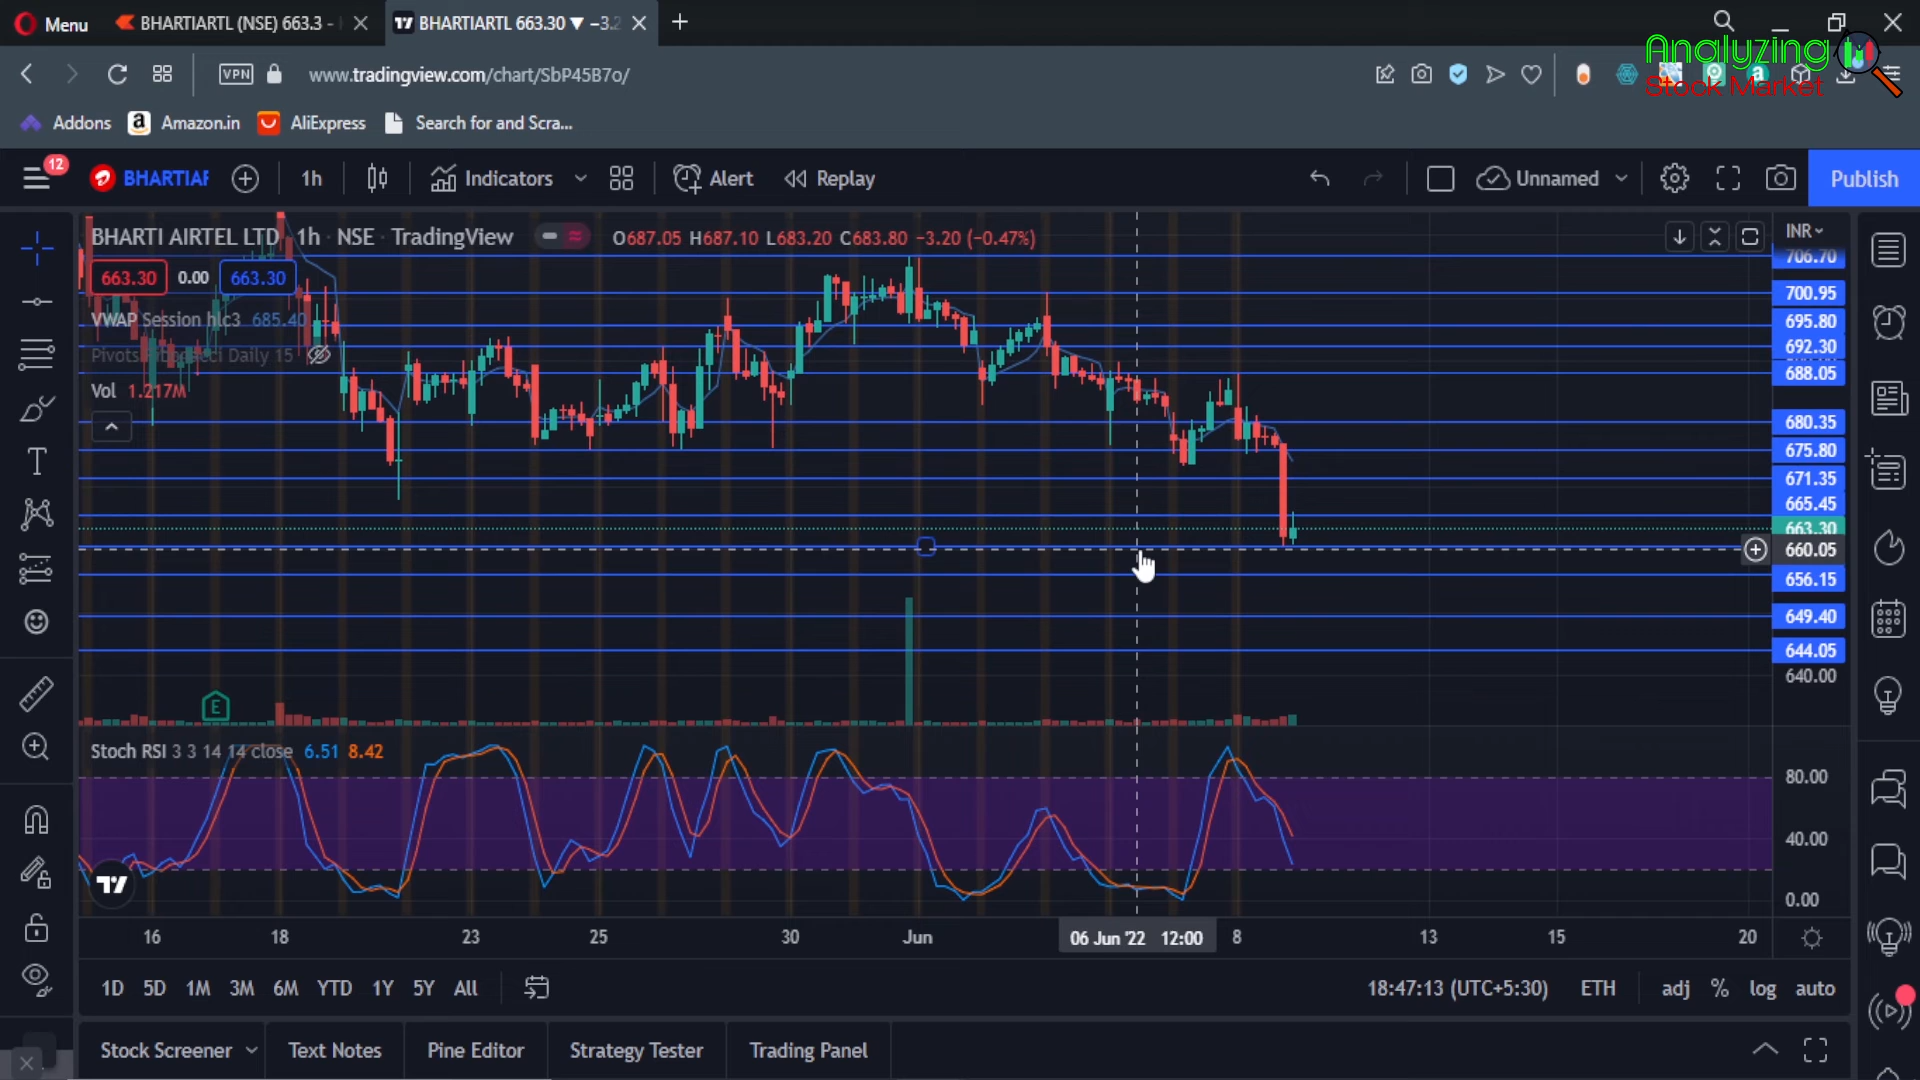 Menu
BHARTIARTL (NSE) 663.3 -
BHARTIARTL 663.30 ▼ −3.2
Analyzing
Stock Market
VPN
www.tradingview.com/chart/SbP45B7o/
Addons
Amazon.in
AliExpress
Search for and Scra...
12
BHARTIAF
1h
Indicators
Alert
Replay
Unnamed
Publish
BHARTI AIRTEL LTD 1h NSE TradingView
O687.05 H687.10 L683.20 C683.80 −3.20 (−0.47%)
INR
663.30 0.00 663.30
VWAP Session hlc3 685.40
Pivots Fibonacci Daily 15
Vol 1.217M
706.70
700.95
695.80
692.30
688.05
680.35
675.80
671.35
665.45
663.30
660.05
656.15
649.40
644.05
640.00
E
Stoch RSI 3 3 14 14 close 6.51 8.42
80.00
40.00
0.00
16 18 23 25 30 Jun 06 Jun '22 12:00 8 13 15 20
1D 5D 1M 3M 6M YTD 1Y 5Y All
18:47:13 (UTC+5:30) ETH adj % log auto
Stock Screener Text Notes Pine Editor Strategy Tester Trading Panel